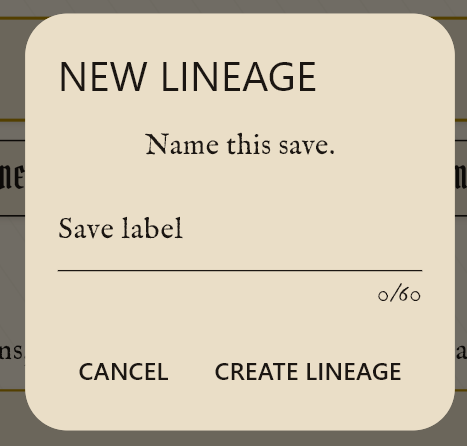 NEW LINEAGE
Name this save.
Save label
0/60
CANCEL CREATE LINEAGE